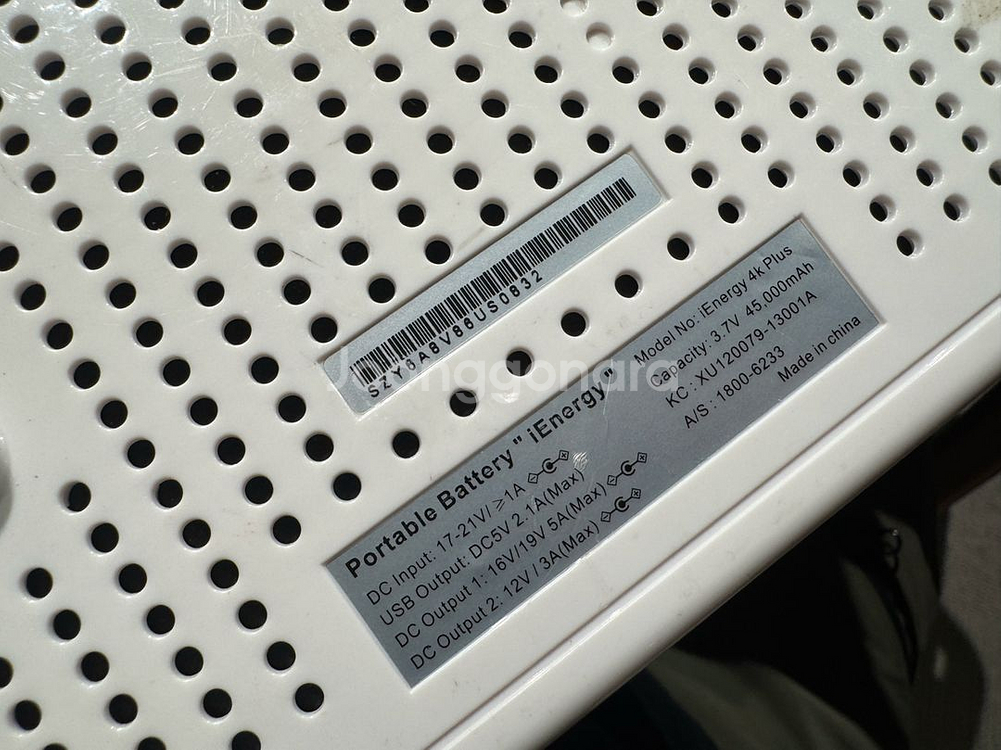 SZY6A8V86US0832
Joonggonara
Portable Battery " iEnergy"
DC Input: 17-21V/≥1A
USB Output: DC5V 2.1A(Max)
DC Output 1: 16V/19V 5A(Max)
DC Output 2: 12V / 3A(Max)
Model No: iEnergy 4k Plus
Capacity: 3.7V 45,000mAh
KC : XU120079-13001A
A/S : 1800-6233
Made in china